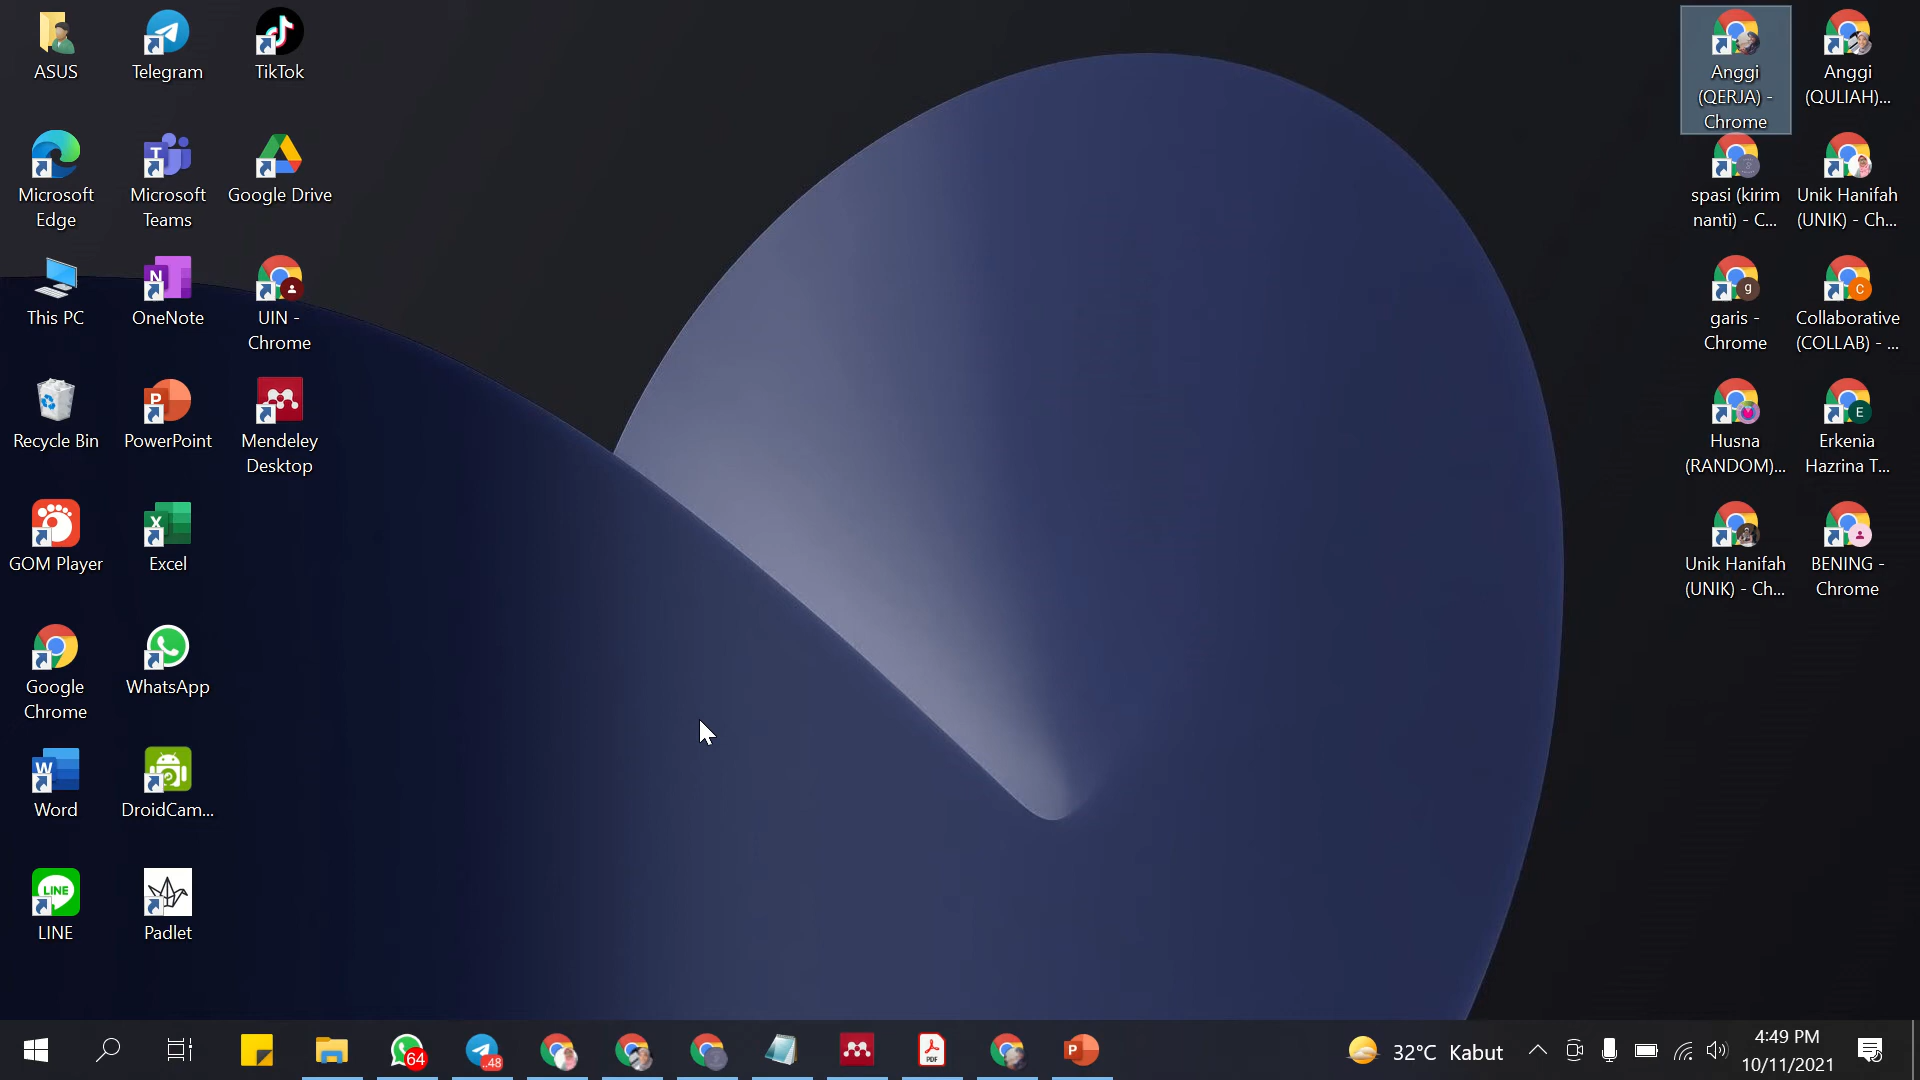 ASUS
Telegram
TikTok
Microsoft
Edge
Microsoft
Teams
Google Drive
This PC
OneNote
UIN -
Chrome
Recycle Bin
PowerPoint
Mendeley
Desktop
GOM Player
Excel
Google
Chrome
WhatsApp
Word
DroidCam...
LINE
Padlet
Anggi
(QERJA) -
Chrome
Anggi
(QULIAH)...
spasi (kirim
nanti) - C...
Unik Hanifah
(UNIK) - Ch...
garis -
Chrome
Collaborative
(COLLAB) - ...
Husna
(RANDOM)...
Erkenia
Hazrina T...
Unik Hanifah
(UNIK) - Ch...
BENING -
Chrome
64
..48
PDF
32°C Kabut
4:49 PM
10/11/2021